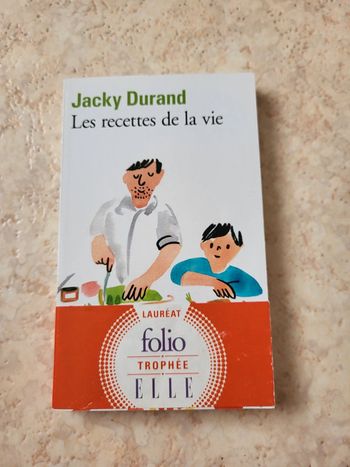 Jacky Durand
Les recettes de la vie
LAURÉAT
folio
TROPHÉE
ELLE